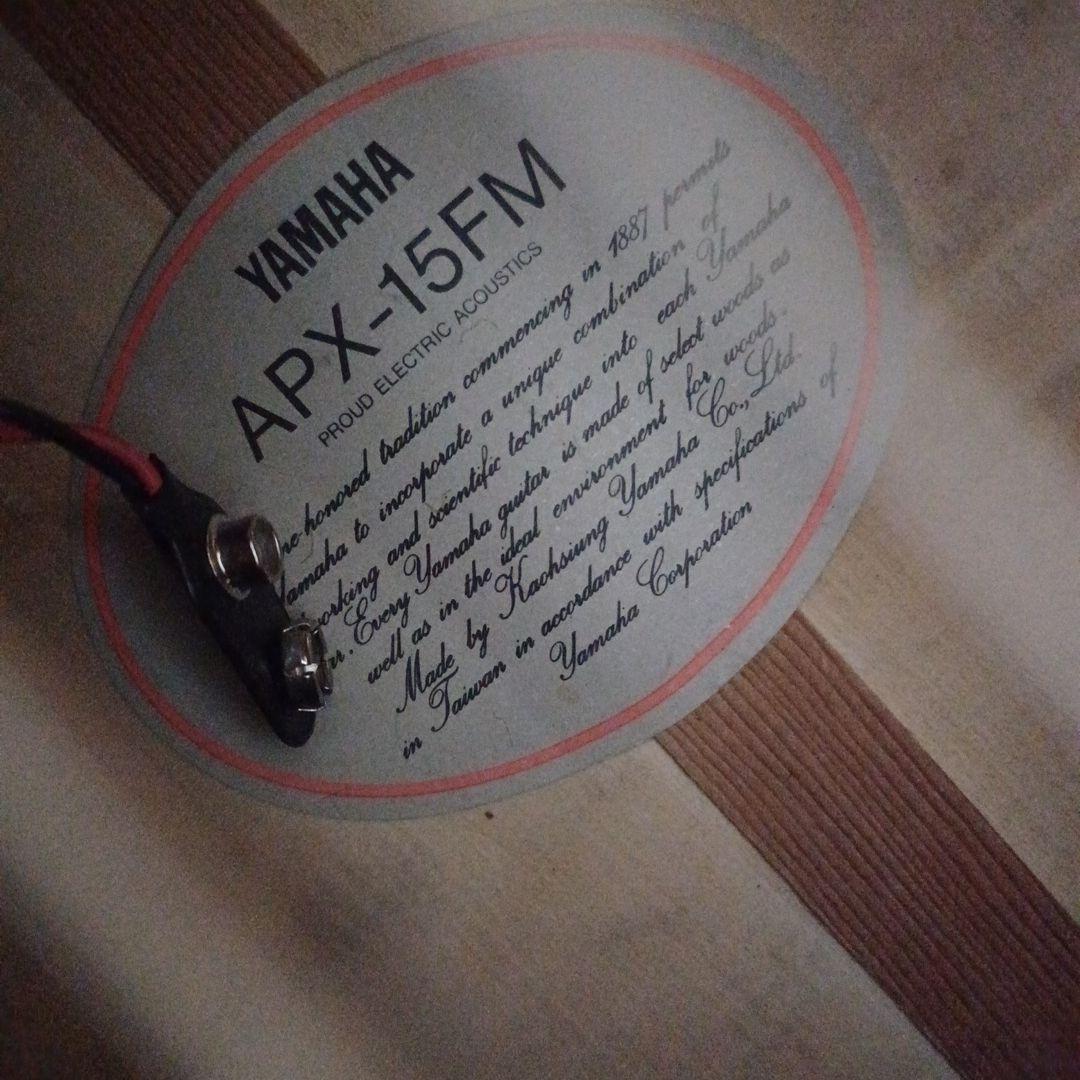 YAMAHA
APX-15FM
PROUD ELECTRIC ACOUSTICS
me-honored tradition commencing in 1887 permits
Yamaha to incorporate a unique combination of
working and scientific technique into each Yamaha
ar. Every Yamaha guitar is made of select woods as
well as in the ideal environment for woods.
Made by Kaohsiung Yamaha Co., Ltd.
in Taiwan in accordance with specifications of
Yamaha Corporation